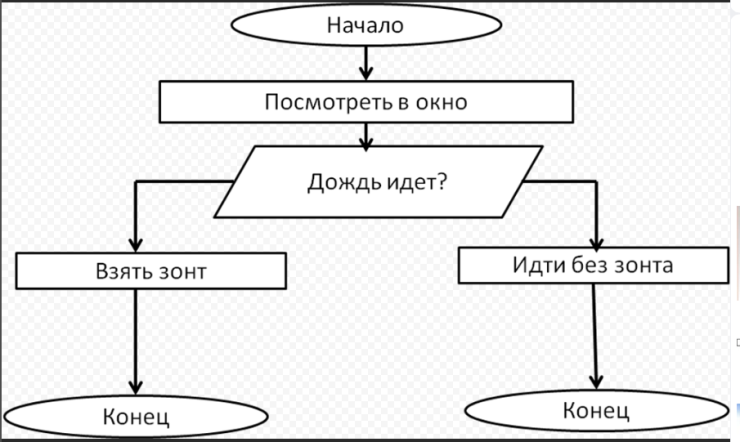 Начало
Посмотреть в окно
Дождь идет?
Взять зонт
Идти без зонта
Конец
Конец